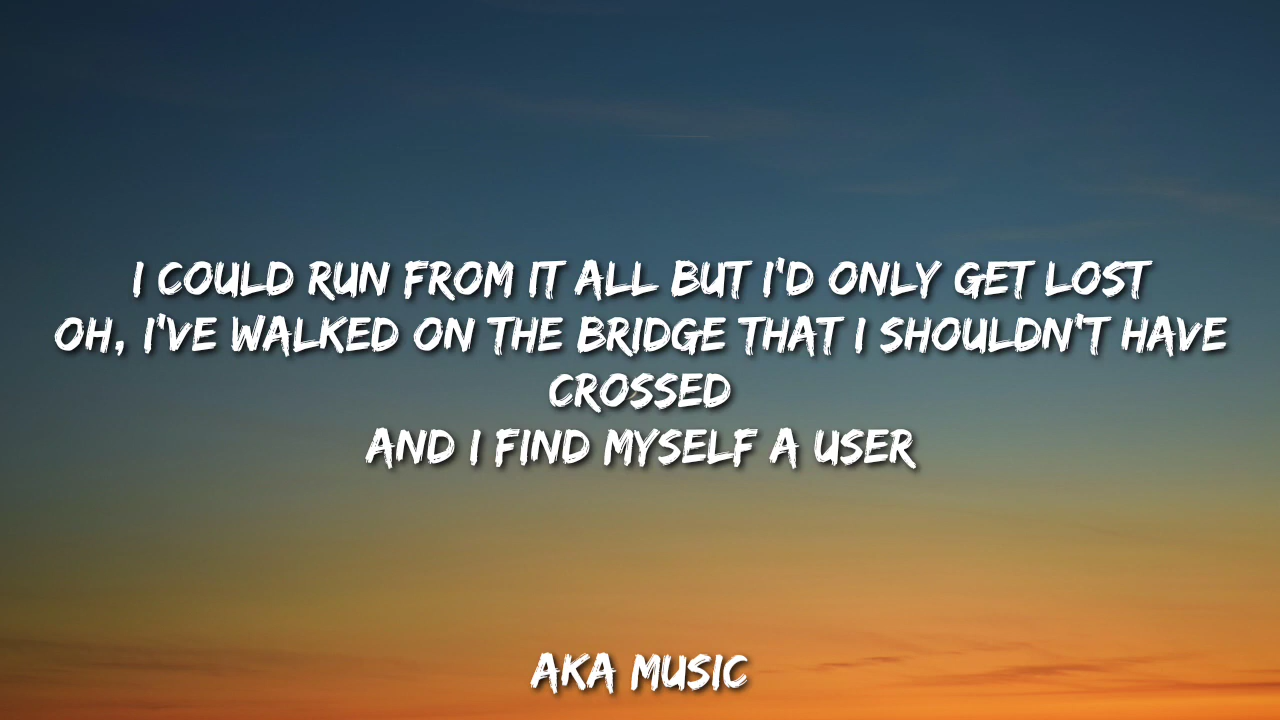 I COULD RUN FROM IT ALL BUT I'D ONLY GET LOST
OH, I'VE WALKED ON THE BRIDGE THAT I SHOULDN'T HAVE
CROSSED
AND I FIND MYSELF A USER
AKA MUSIC